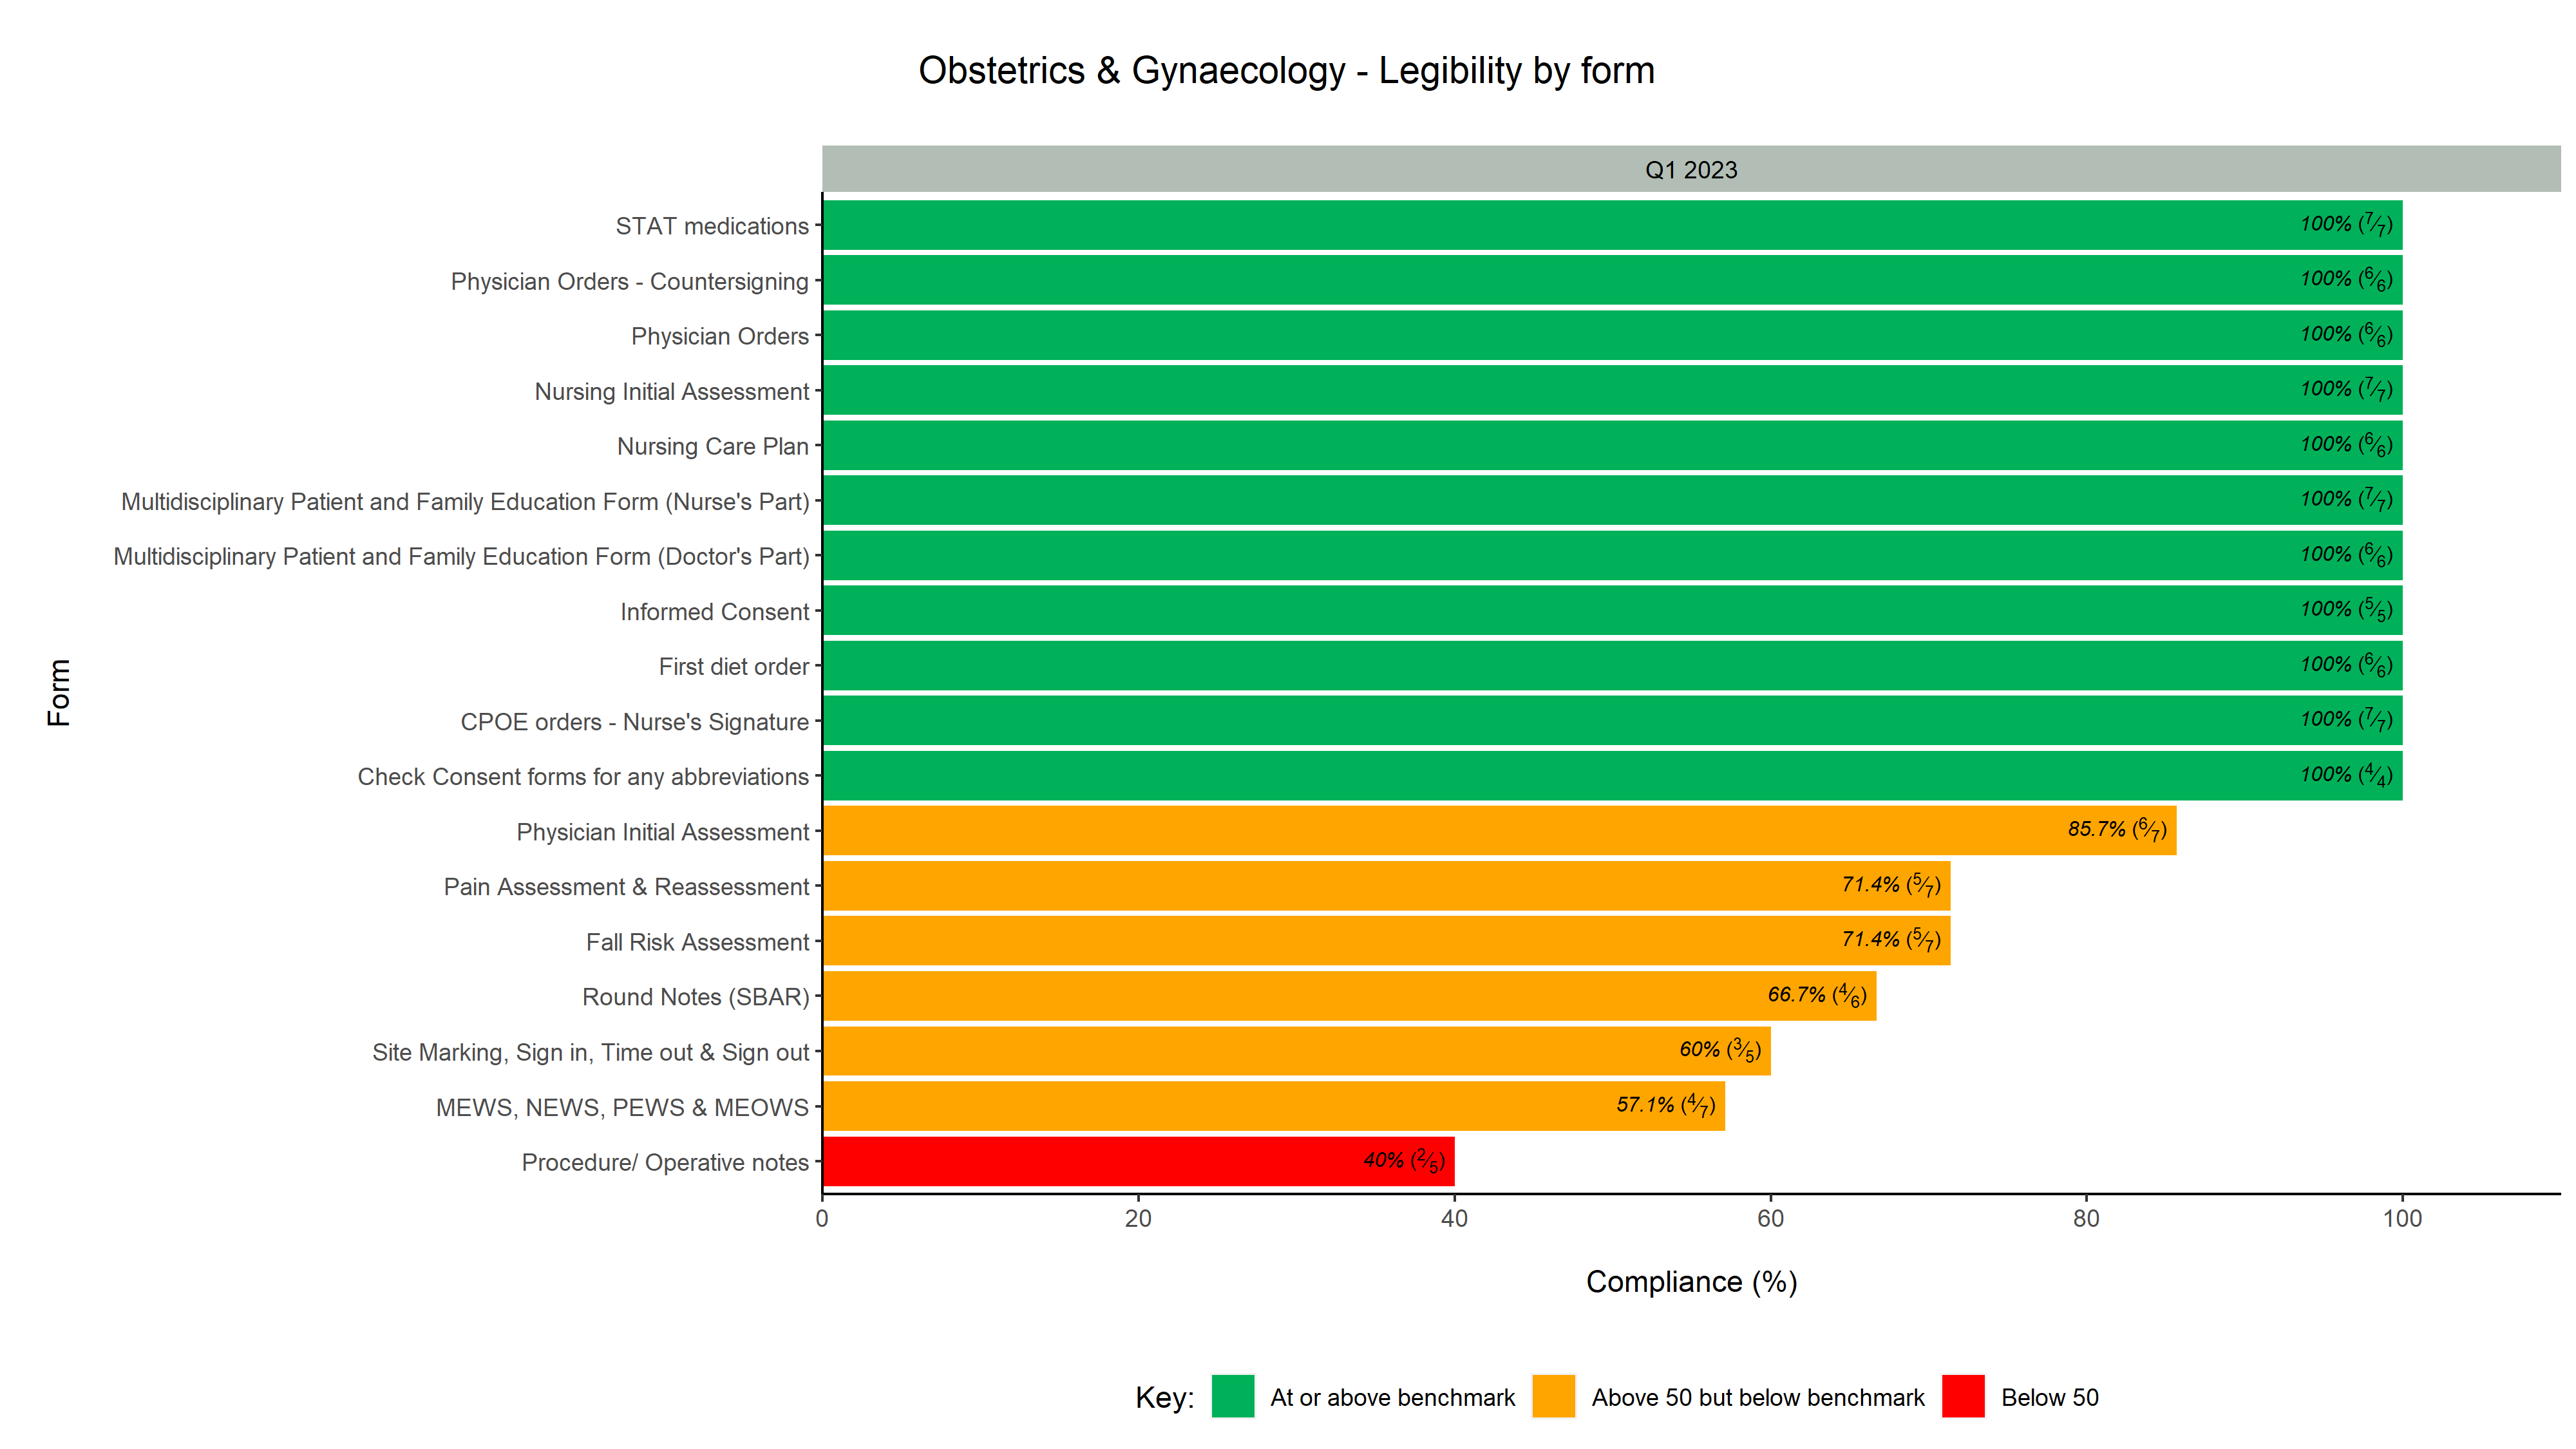 Obstetrics & Gynaecology - Legibility by form
Q1 2023
STAT medications 100% (7⁄7)
Physician Orders - Countersigning 100% (6⁄6)
Physician Orders 100% (6⁄6)
Nursing Initial Assessment 100% (7⁄7)
Nursing Care Plan 100% (6⁄6)
Multidisciplinary Patient and Family Education Form (Nurse's Part) 100% (7⁄7)
Multidisciplinary Patient and Family Education Form (Doctor's Part) 100% (6⁄6)
Informed Consent 100% (5⁄5)
First diet order 100% (6⁄6)
CPOE orders - Nurse's Signature 100% (7⁄7)
Check Consent forms for any abbreviations 100% (4⁄4)
Physician Initial Assessment 85.7% (6⁄7)
Pain Assessment & Reassessment 71.4% (5⁄7)
Fall Risk Assessment 71.4% (5⁄7)
Round Notes (SBAR) 66.7% (4⁄6)
Site Marking, Sign in, Time out & Sign out 60% (3⁄5)
MEWS, NEWS, PEWS & MEOWS 57.1% (4⁄7)
Procedure/ Operative notes 40% (2⁄5)
Form
0 20 40 60 80 100
Compliance (%)
Key: At or above benchmark Above 50 but below benchmark Below 50